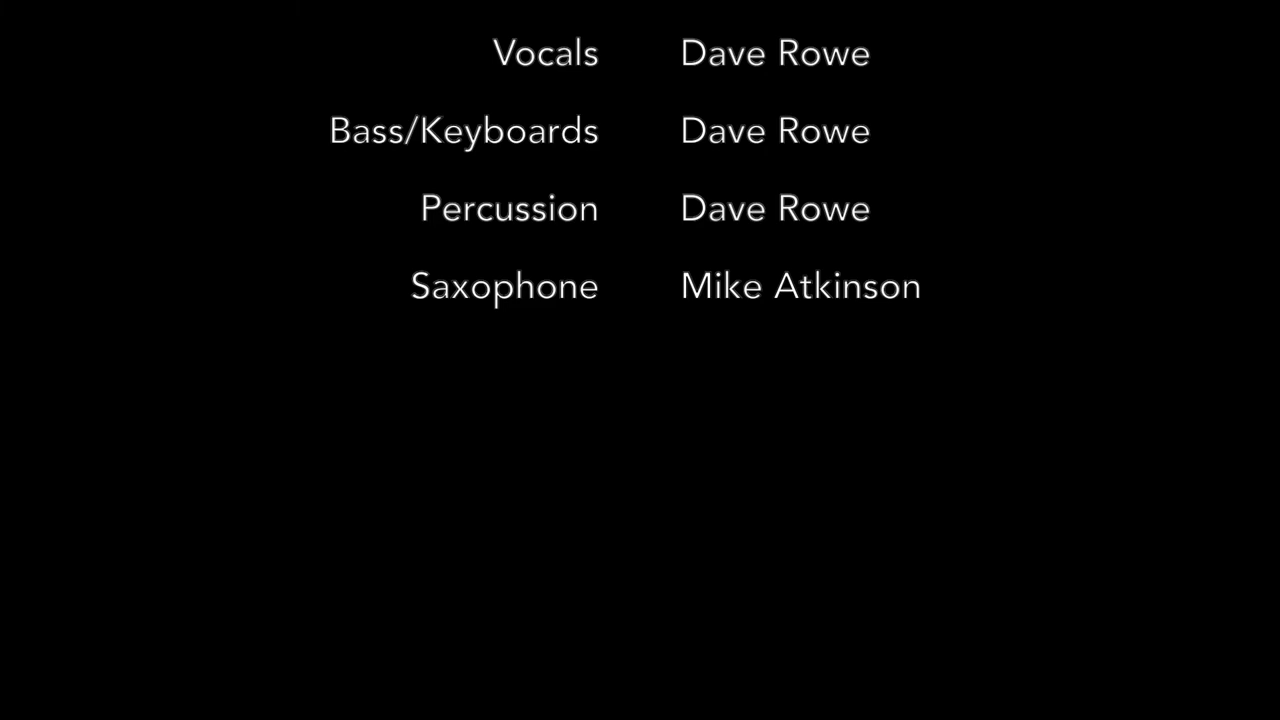 Vocals Dave Rowe
Bass/Keyboards Dave Rowe
Percussion Dave Rowe
Saxophone Mike Atkinson